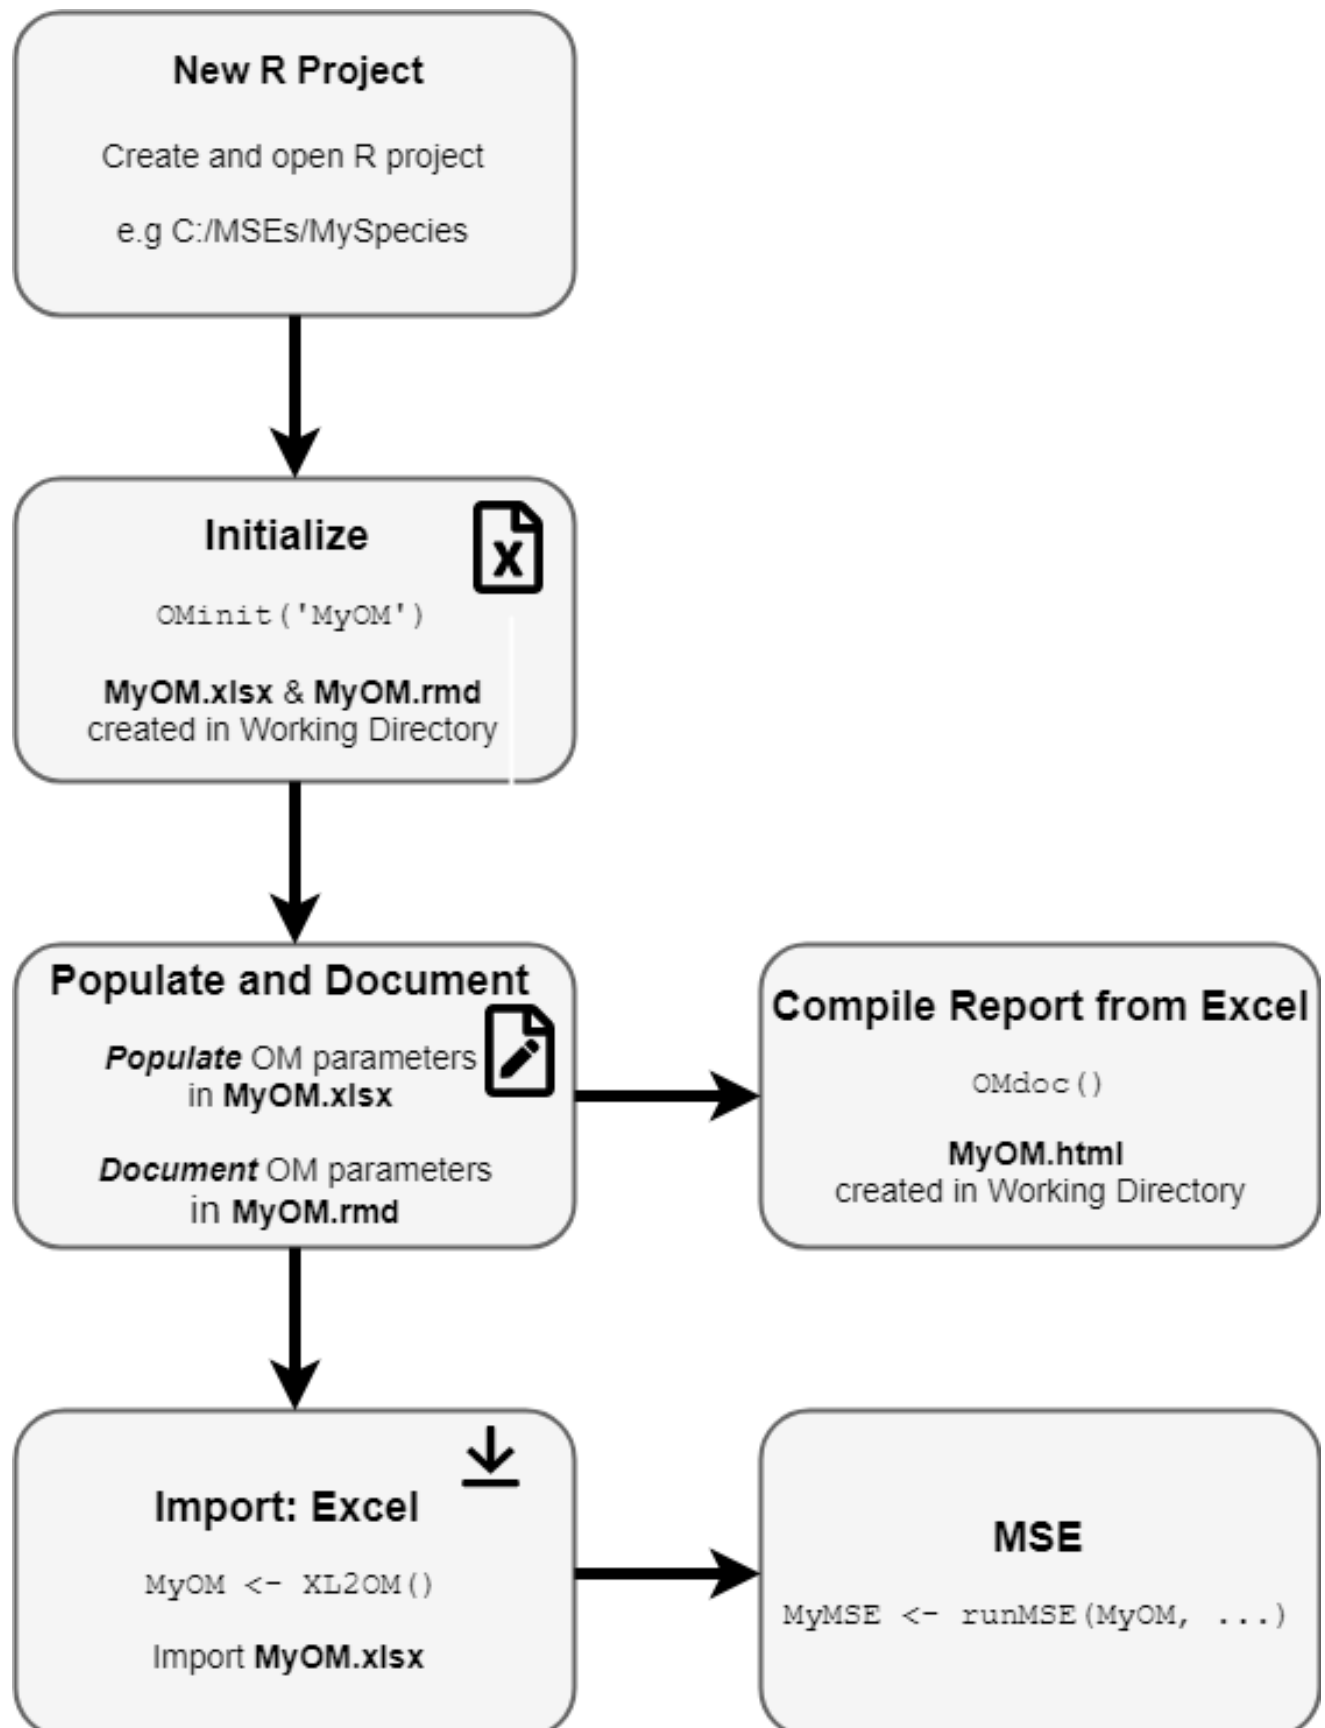 New R Project
Create and open R project
e.g C:/MSEs/MySpecies
Initialize
X
OMinit('MyOM')
MyOM.xlsx & MyOM.rmd
created in Working Directory
Populate and Document
Populate OM parameters
in MyOM.xlsx
Document OM parameters
in MyOM.rmd
Compile Report from Excel
OMdoc()
MyOM.html
created in Working Directory
Import: Excel
MyOM <- XL2OM()
Import MyOM.xlsx
MSE
MyMSE <- runMSE(MyOM, ...)